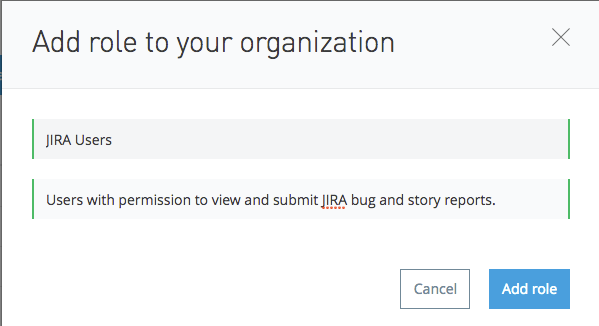 Add role to your organization
JIRA Users
Users with permission to view and submit JIRA bug and story reports.
Cancel
Add role